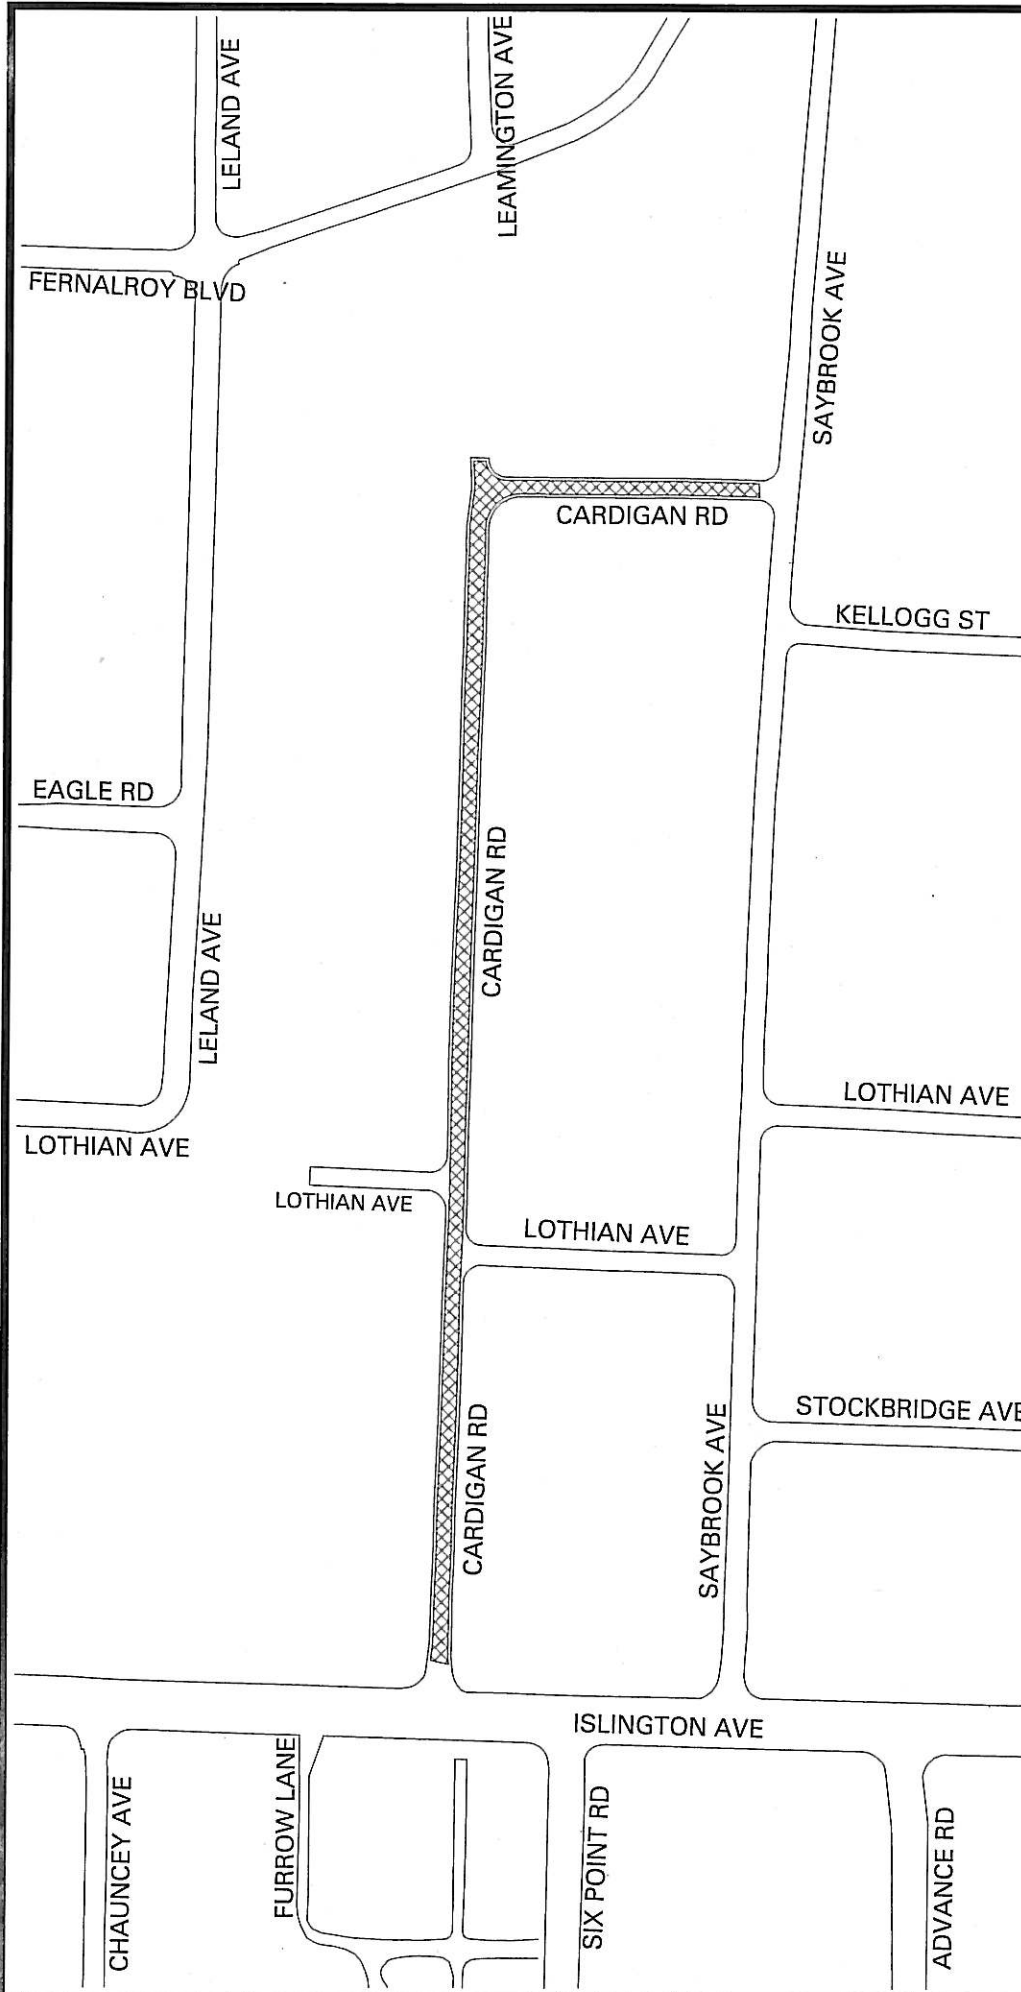 LELAND AVE
LEAMINGTON AVE
FERNALROY BLVD
SAYBROOK AVE
CARDIGAN RD
KELLOGG ST
EAGLE RD
CARDIGAN RD
LELAND AVE
LOTHIAN AVE
LOTHIAN AVE
LOTHIAN AVE
LOTHIAN AVE
STOCKBRIDGE AVE
CARDIGAN RD
SAYBROOK AVE
ISLINGTON AVE
CHAUNCEY AVE
FURROW LANE
SIX POINT RD
ADVANCE RD